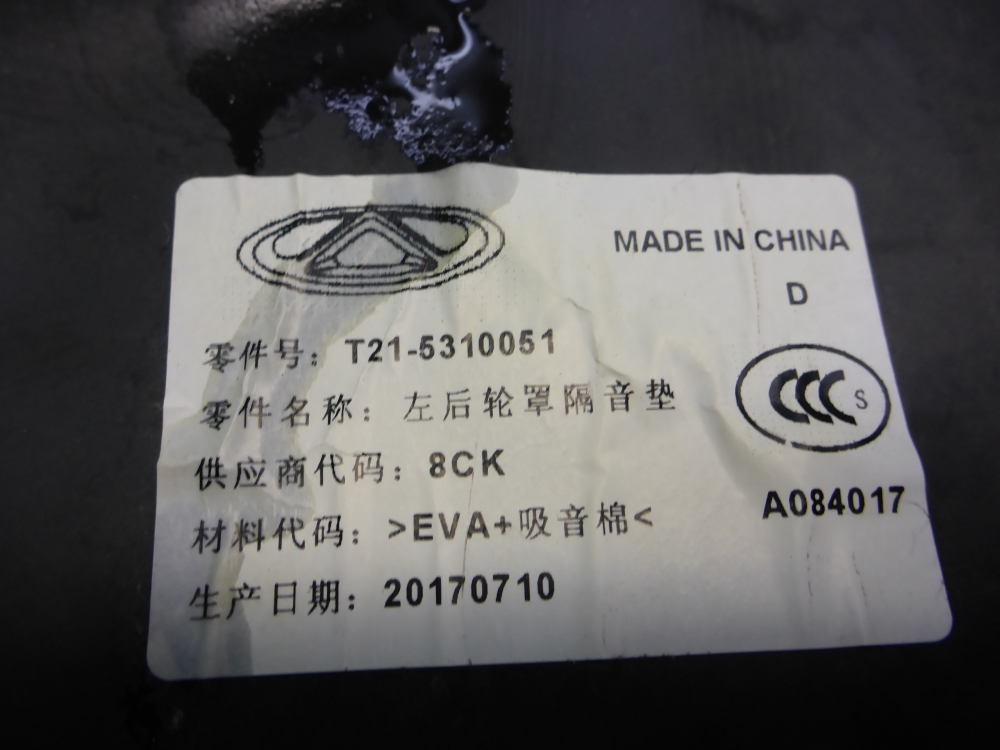 MADE IN CHINA
D
零件号：T21-5310051
零件名称：左后轮罩隔音垫
CCC S
供应商代码：8CK
A084017
材料代码：>EVA+吸音棉<
生产日期：20170710